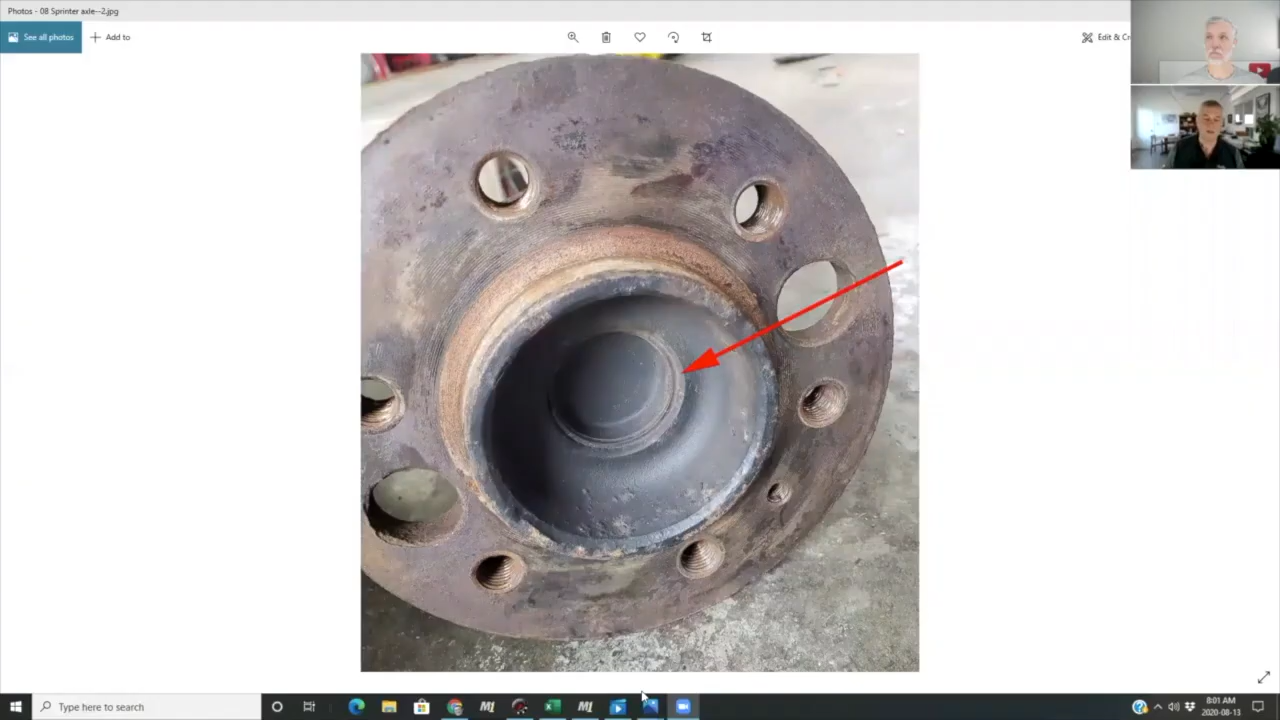 Photos - 08 Sprinter axle--2.jpg
See all photos
Add to
Edit & Cr
Type here to search
8:01 AM
2020-08-13